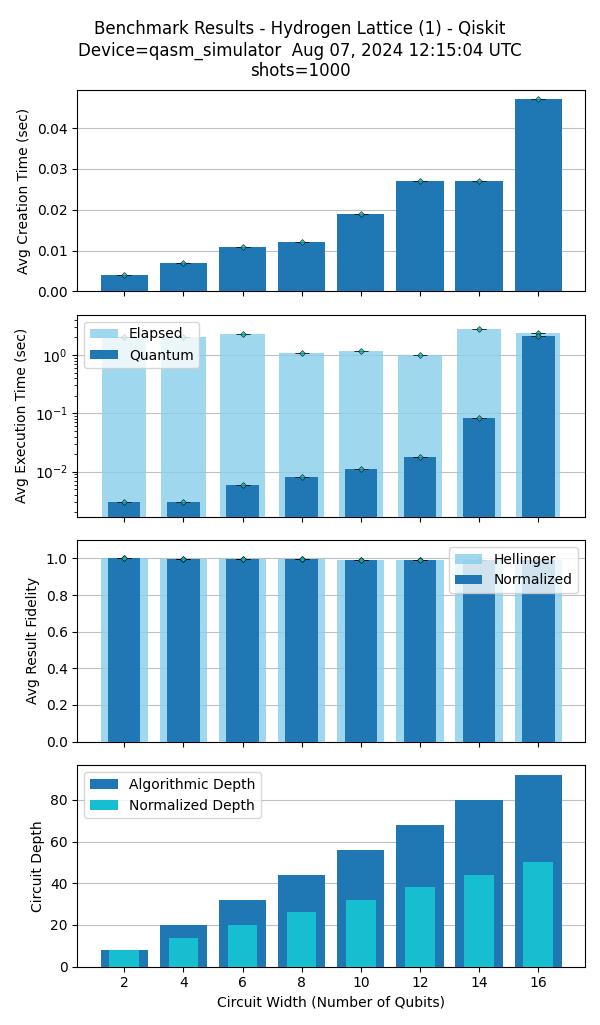 Benchmark Results - Hydrogen Lattice (1) - Qiskit
Device=qasm_simulator  Aug 07, 2024 12:15:04 UTC
shots=1000
Avg Creation Time (sec)
0.04
0.03
0.02
0.01
0.00
Avg Execution Time (sec)
10⁰
10⁻¹
10⁻²
Elapsed
Quantum
Avg Result Fidelity
1.0
0.8
0.6
0.4
0.2
0.0
Hellinger
Normalized
Circuit Depth
80
60
40
20
0
Algorithmic Depth
Normalized Depth
2 4 6 8 10 12 14 16
Circuit Width (Number of Qubits)